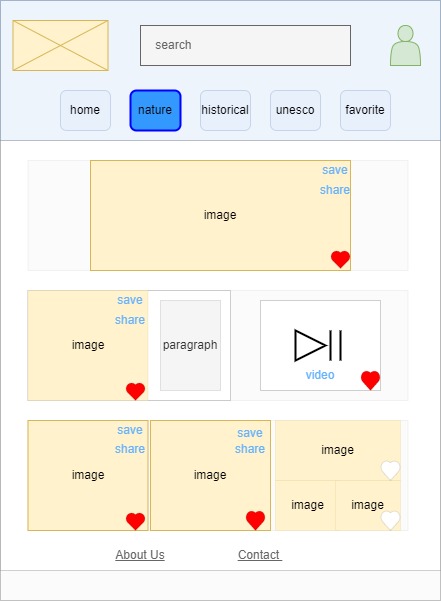 search
home
nature
historical
unesco
favorite
save
share
image
save
share
image
paragraph
video
save
share
image
save
share
image
image
image
image
About Us
Contact